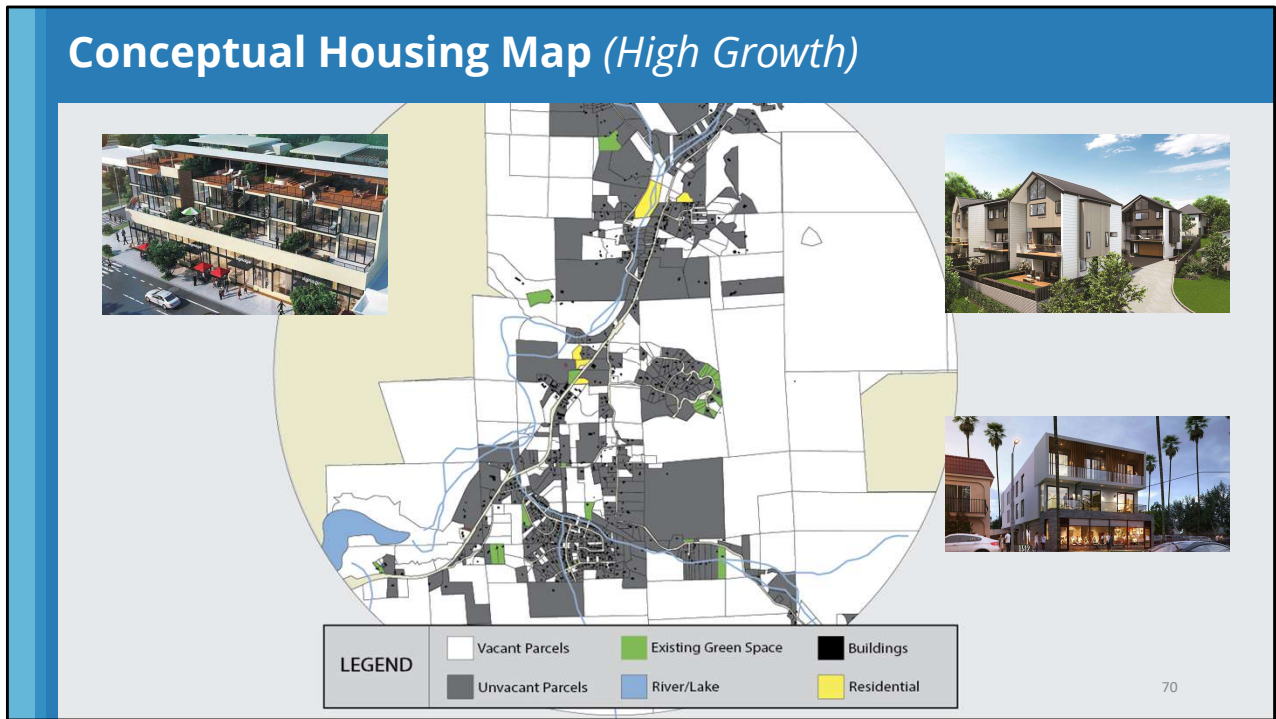 Conceptual Housing Map (High Growth)
LEGEND
Vacant Parcels
Existing Green Space
Buildings
Unvacant Parcels
River/Lake
Residential
70